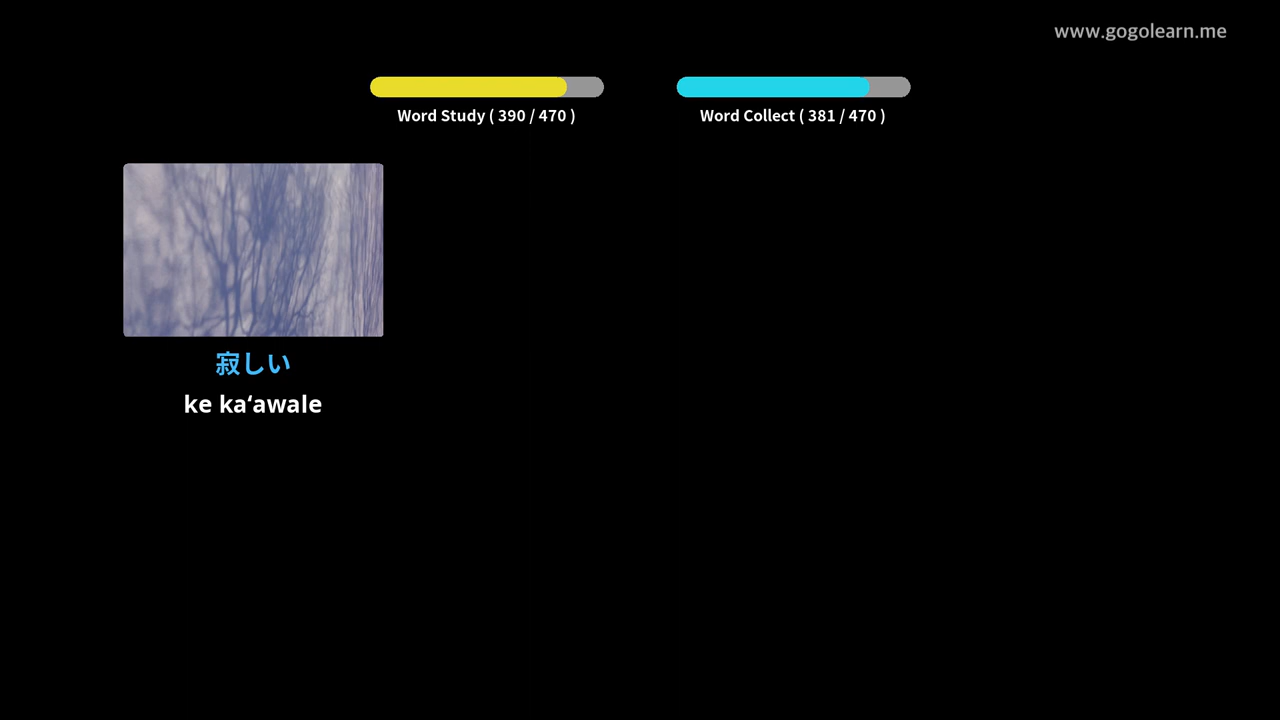 www.gogolearn.me
Word Study ( 390 / 470 )
Word Collect ( 381 / 470 )
寂しい
ke kaʻawale